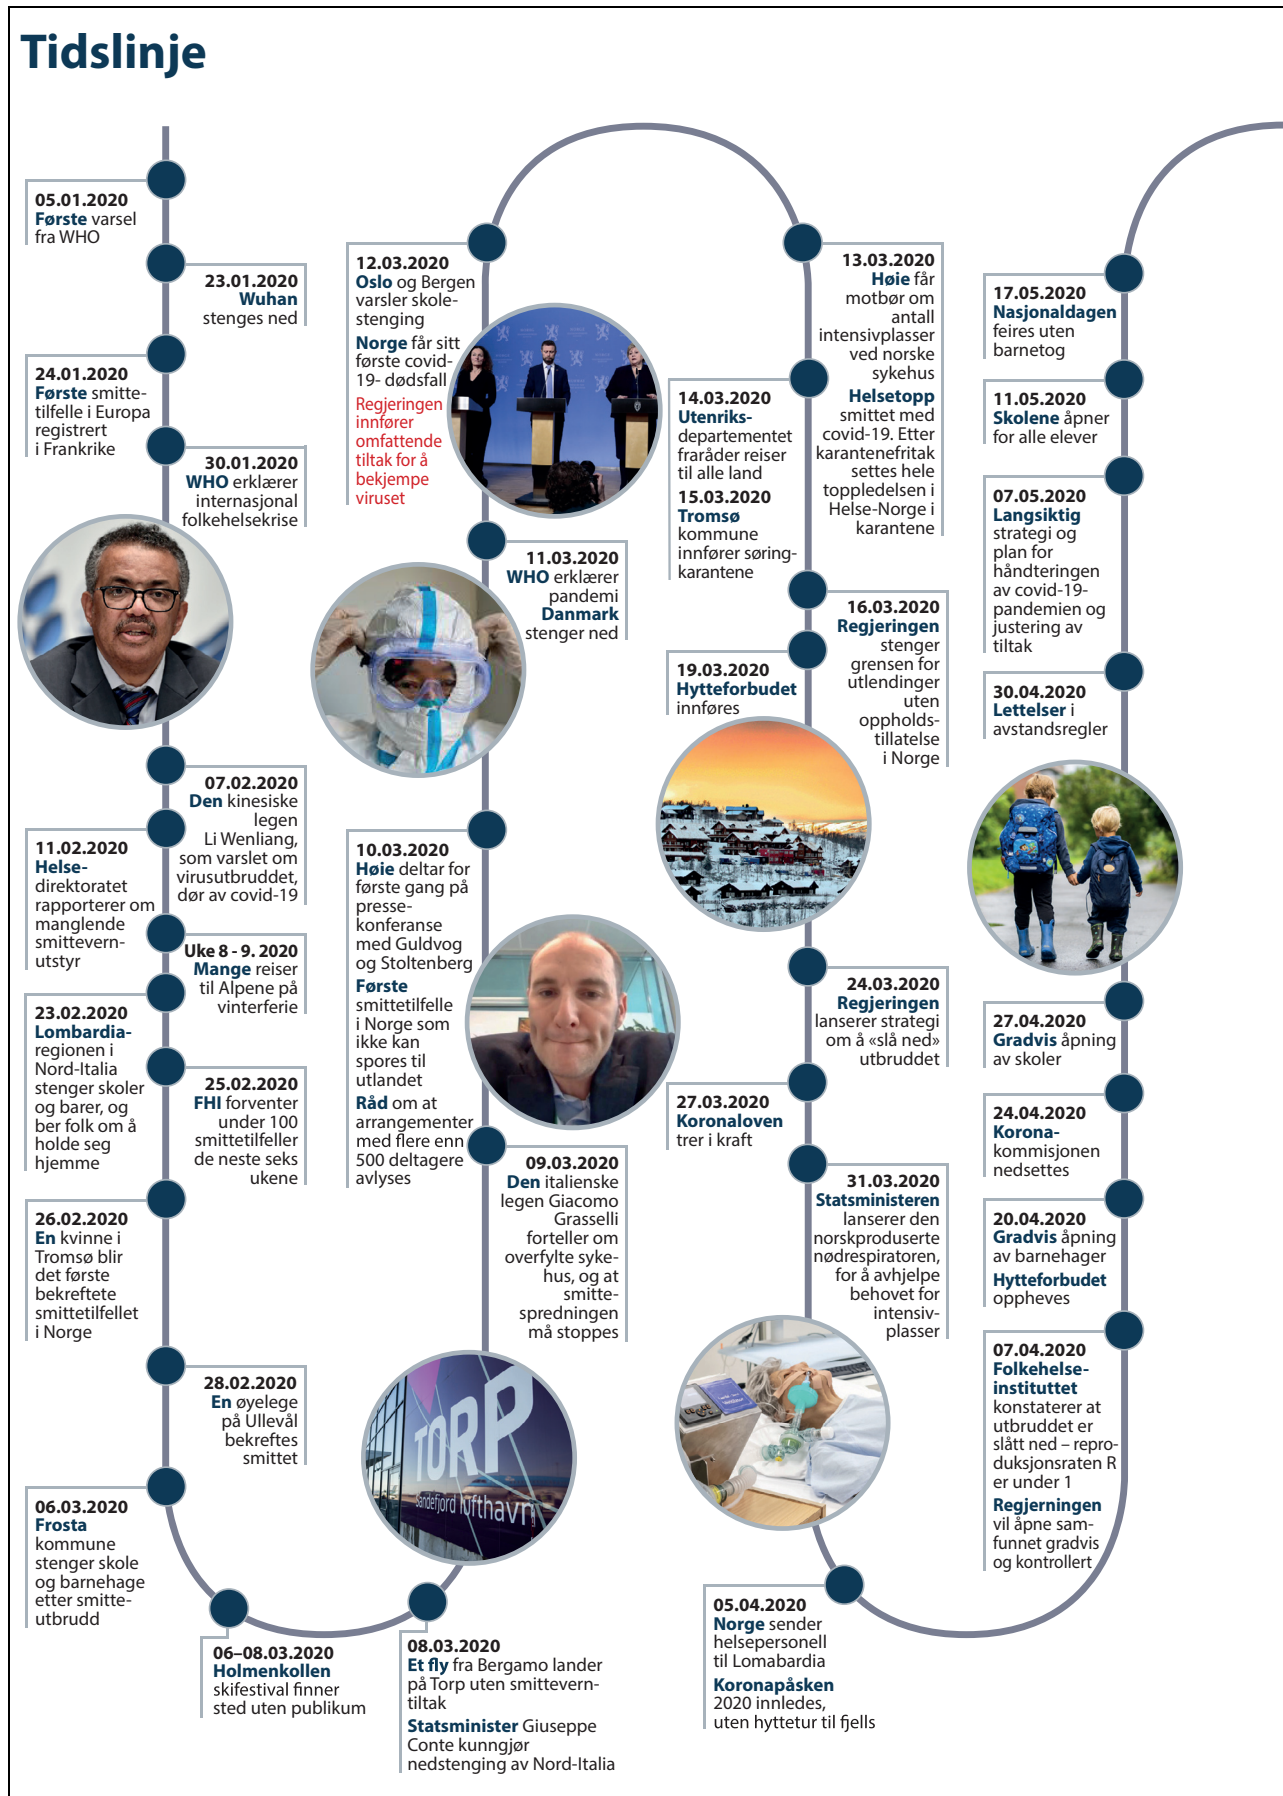 Tidslinje
05.01.2020
Første varsel
fra WHO
23.01.2020
Wuhan
stenges ned
24.01.2020
Første smitte-
tilfelle i Europa
registrert
i Frankrike
30.01.2020
WHO erklærer
internasjonal
folkehelsekrise
07.02.2020
Den kinesiske
legen
Li Wenliang,
som varslet om
virusutbruddet,
dør av covid-19
11.02.2020
Helse-
direktoratet
rapporterer om
manglende
smittevern-
utstyr
Uke 8 - 9. 2020
Mange reiser
til Alpene på
vinterferie
23.02.2020
Lombardia-
regionen i
Nord-Italia
stenger skoler
og barer, og
ber folk om å
holde seg
hjemme
25.02.2020
FHI forventer
under 100
smittetilfeller
de neste seks
ukene
26.02.2020
En kvinne i
Tromsø blir
det første
bekreftete
smittetilfellet
i Norge
28.02.2020
En øyelege
på Ullevål
bekreftes
smittet
06.03.2020
Frosta
kommune
stenger skole
og barnehage
etter smitte-
utbrudd
06–08.03.2020
Holmenkollen
skifestival finner
sted uten publikum
08.03.2020
Et fly fra Bergamo lander
på Torp uten smittevern-
tiltak
Statsminister Giuseppe
Conte kunngjør
nedstenging av Nord-Italia
TORP
Sandefjord lufthavn
09.03.2020
Den italienske
legen Giacomo
Grasselli
forteller om
overfylte syke-
hus, og at
smitte-
spredningen
må stoppes
10.03.2020
Høie deltar for
første gang på
presse-
konferanse
med Guldvog
og Stoltenberg
Første
smittetilfelle
i Norge som
ikke kan
spores til
utlandet
Råd om at
arrangementer
med flere enn
500 deltagere
avlyses
11.03.2020
WHO erklærer
pandemi
Danmark
stenger ned
12.03.2020
Oslo og Bergen
varsler skole-
stenging
Norge får sitt
første covid-
19- dødsfall
Regjeringen
innfører
omfattende
tiltak for å
bekjempe
viruset
13.03.2020
Høie får
motbør om
antall
intensivplasser
ved norske
sykehus
Helsetopp
smittet med
covid-19. Etter
karantenefritak
settes hele
toppledelsen i
Helse-Norge i
karantene
14.03.2020
Utenriks-
departementet
fraråder reiser
til alle land
15.03.2020
Tromsø
kommune
innfører søring-
karantene
16.03.2020
Regjeringen
stenger
grensen for
utlendinger
uten
oppholds-
tillatelse
i Norge
19.03.2020
Hytteforbudet
innføres
24.03.2020
Regjeringen
lanserer strategi
om å «slå ned»
utbruddet
27.03.2020
Koronaloven
trer i kraft
31.03.2020
Statsministeren
lanserer den
norskproduserte
nødrespiratoren,
for å avhjelpe
behovet for
intensiv-
plasser
05.04.2020
Norge sender
helsepersonell
til Lomabardia
Koronapåsken
2020 innledes,
uten hyttetur til fjells
07.04.2020
Folkehelse-
instituttet
konstaterer at
utbruddet er
slått ned – repro-
duksjonsraten R
er under 1
Regjerningen
vil åpne sam-
funnet gradvis
og kontrollert
20.04.2020
Gradvis åpning
av barnehager
Hytteforbudet
oppheves
24.04.2020
Korona-
kommisjonen
nedsettes
27.04.2020
Gradvis åpning
av skoler
30.04.2020
Lettelser i
avstandsregler
07.05.2020
Langsiktig
strategi og
plan for
håndteringen
av covid-19-
pandemien og
justering av
tiltak
11.05.2020
Skolene åpner
for alle elever
17.05.2020
Nasjonaldagen
feires uten
barnetog